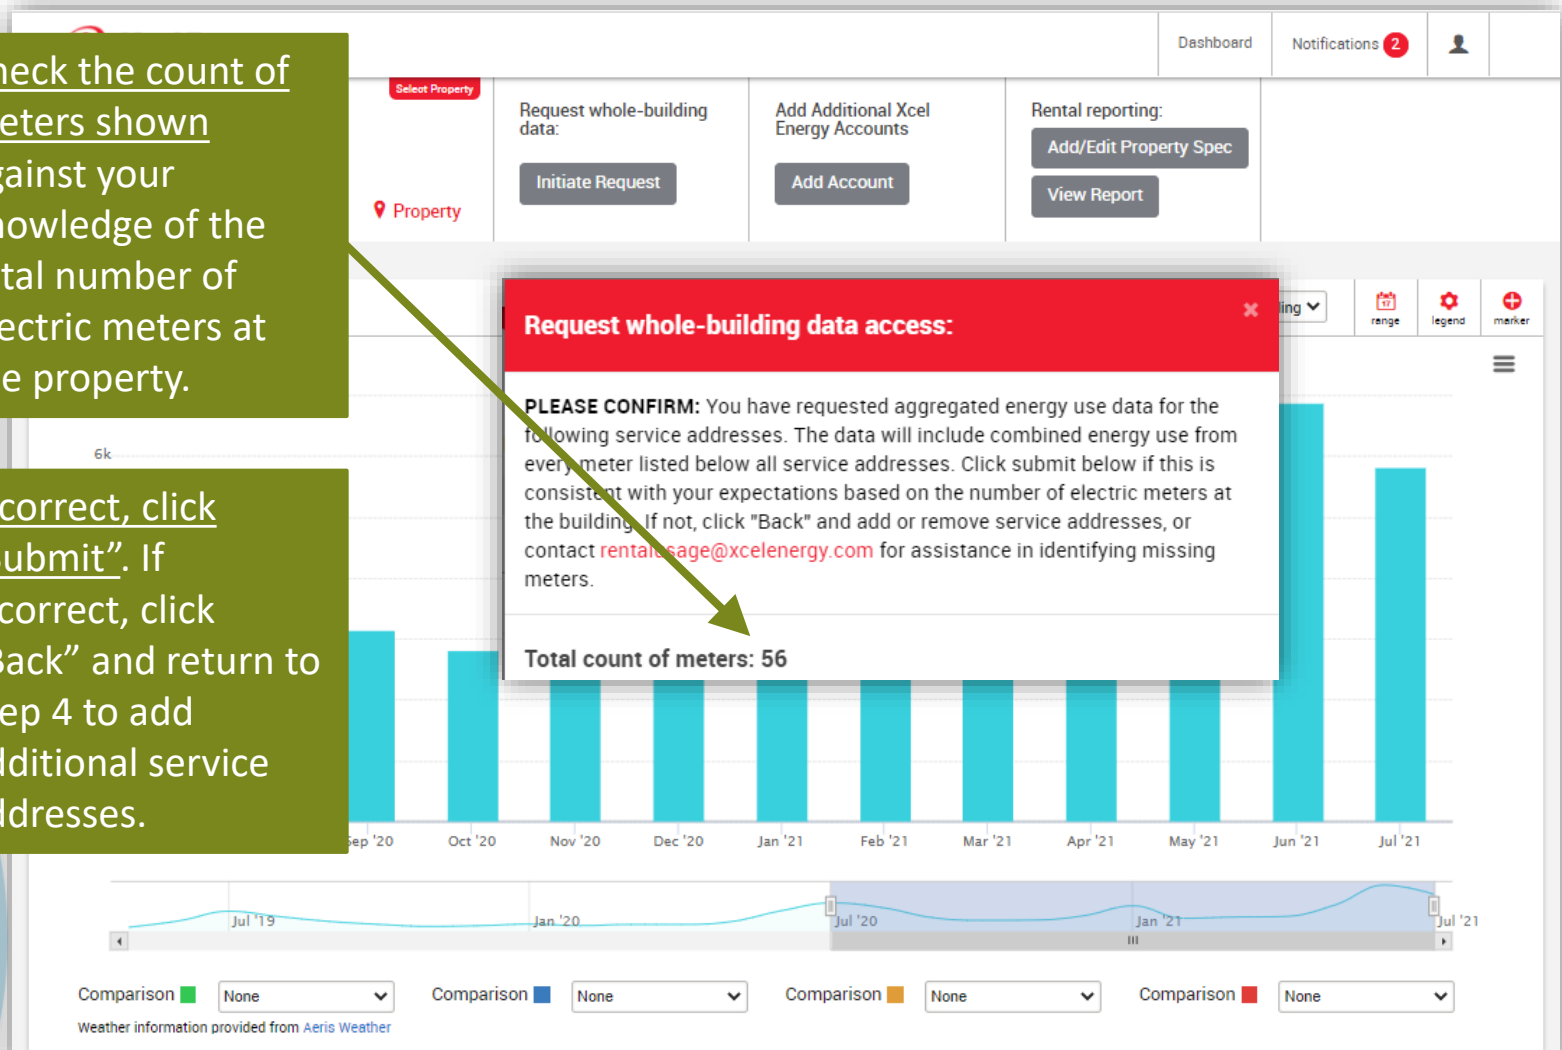 Dashboard
Notifications 2
heck the count of
eters shown
gainst your
nowledge of the
tal number of
lectric meters at
e property.
Select Property
Property
Request whole-building
data:
Initiate Request
Add Additional Xcel
Energy Accounts
Add Account
Rental reporting:
Add/Edit Property Spec
View Report
Request whole-building data access:
ling
17
range
legend
marker
PLEASE CONFIRM: You have requested aggregated energy use data for the
following service addresses. The data will include combined energy use from
every meter listed below all service addresses. Click submit below if this is
consistent with your expectations based on the number of electric meters at
the building. If not, click "Back" and add or remove service addresses, or
contact rentalusage@xcelenergy.com for assistance in identifying missing
meters.
Total count of meters: 56
6k
correct, click
ubmit”. If
correct, click
Back” and return to
ep 4 to add
dditional service
ddresses.
Sep '20 Oct '20 Nov '20 Dec '20 Jan '21 Feb '21 Mar '21 Apr '21 May '21 Jun '21 Jul '21
Jul '19 Jan '20 Jul '20 Jan '21 Jul '21
Comparison None Comparison None Comparison None Comparison None
Weather information provided from Aeris Weather